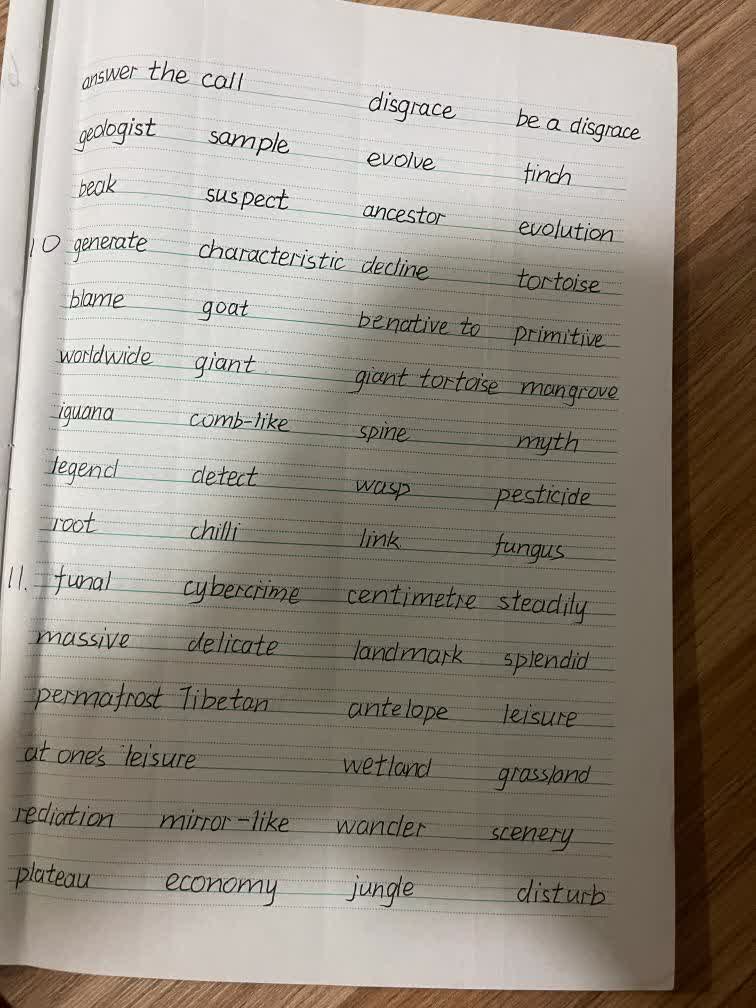 answer the call disgrace be a disgrace
geologist sample evolve finch
beak suspect ancestor evolution
10 generate characteristic decline tortoise
blame goat be native to primitive
worldwide giant giant tortoise mangrove
iguana comb-like spine myth
legend detect wasp pesticide
root chilli link fungus
11. funal cybercrime centimetre steadily
massive delicate landmark splendid
permafrost Tibetan antelope leisure
at one's leisure wetland grassland
rediation mirror-like wander scenery
plateau economy jungle disturb